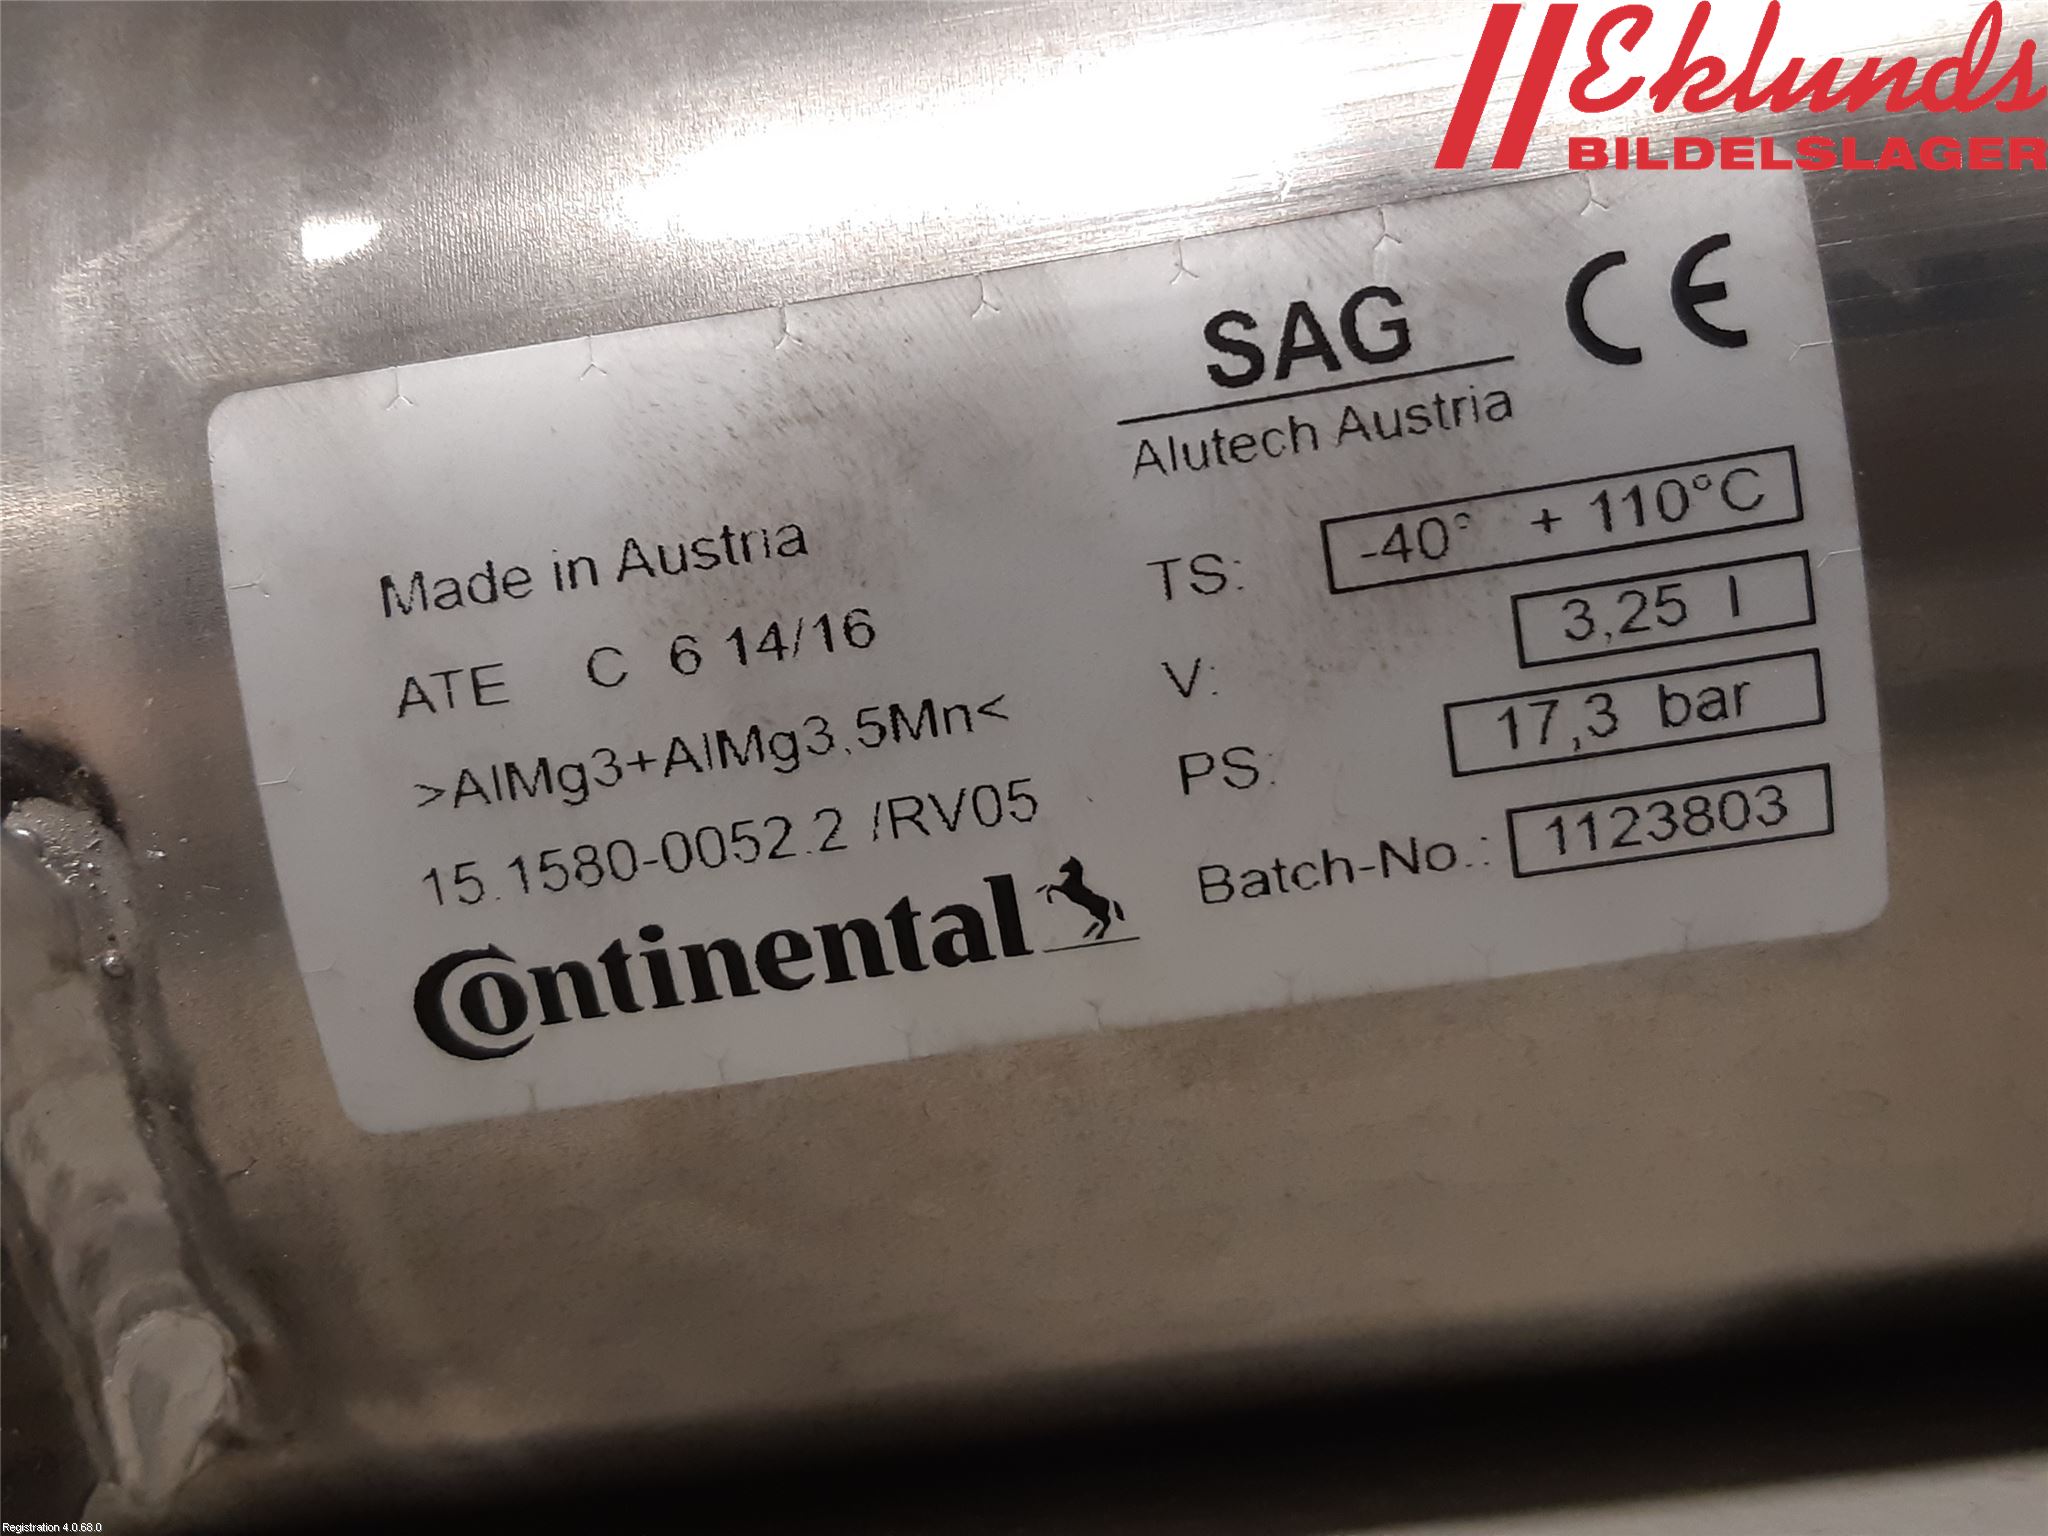 Eklunds
BILDELSLAGER
SAG
CE
Alutech Austria
Made in Austria
ATE C 6 14/16
>AlMg3+AlMg3,5Mn<
15.1580-0052.2 /RV05
Continental
TS: -40° + 110°C
V: 3,25 l
PS: 17,3 bar
Batch-No.: 1123803
Registration 4.0.68.0